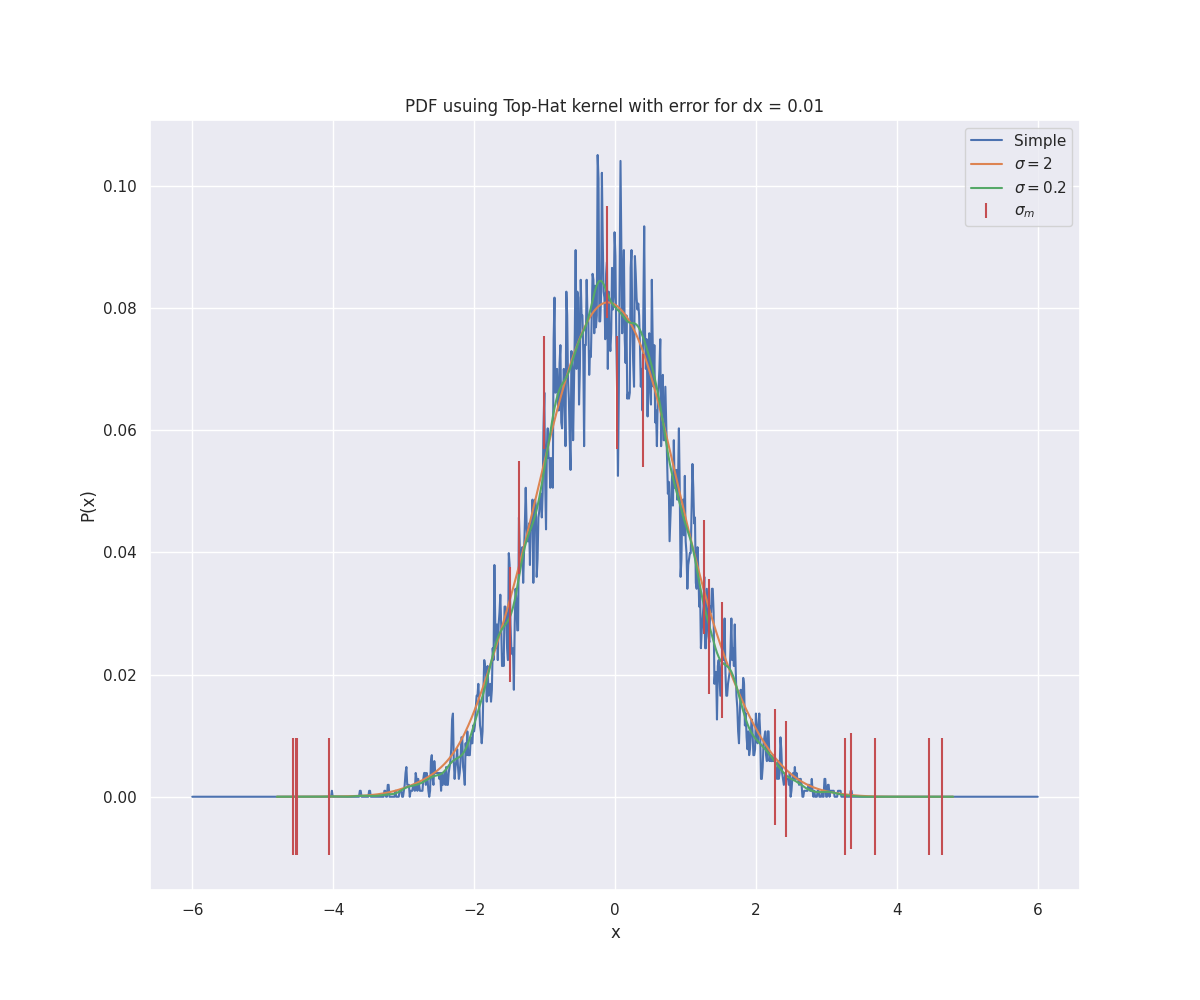 PDF usuing Top-Hat kernel with error for dx = 0.01
Simple
σ = 2
σ = 0.2
σₘ
P(x)
0.10
0.08
0.06
0.04
0.02
0.00
−6 −4 −2 0 2 4 6
x